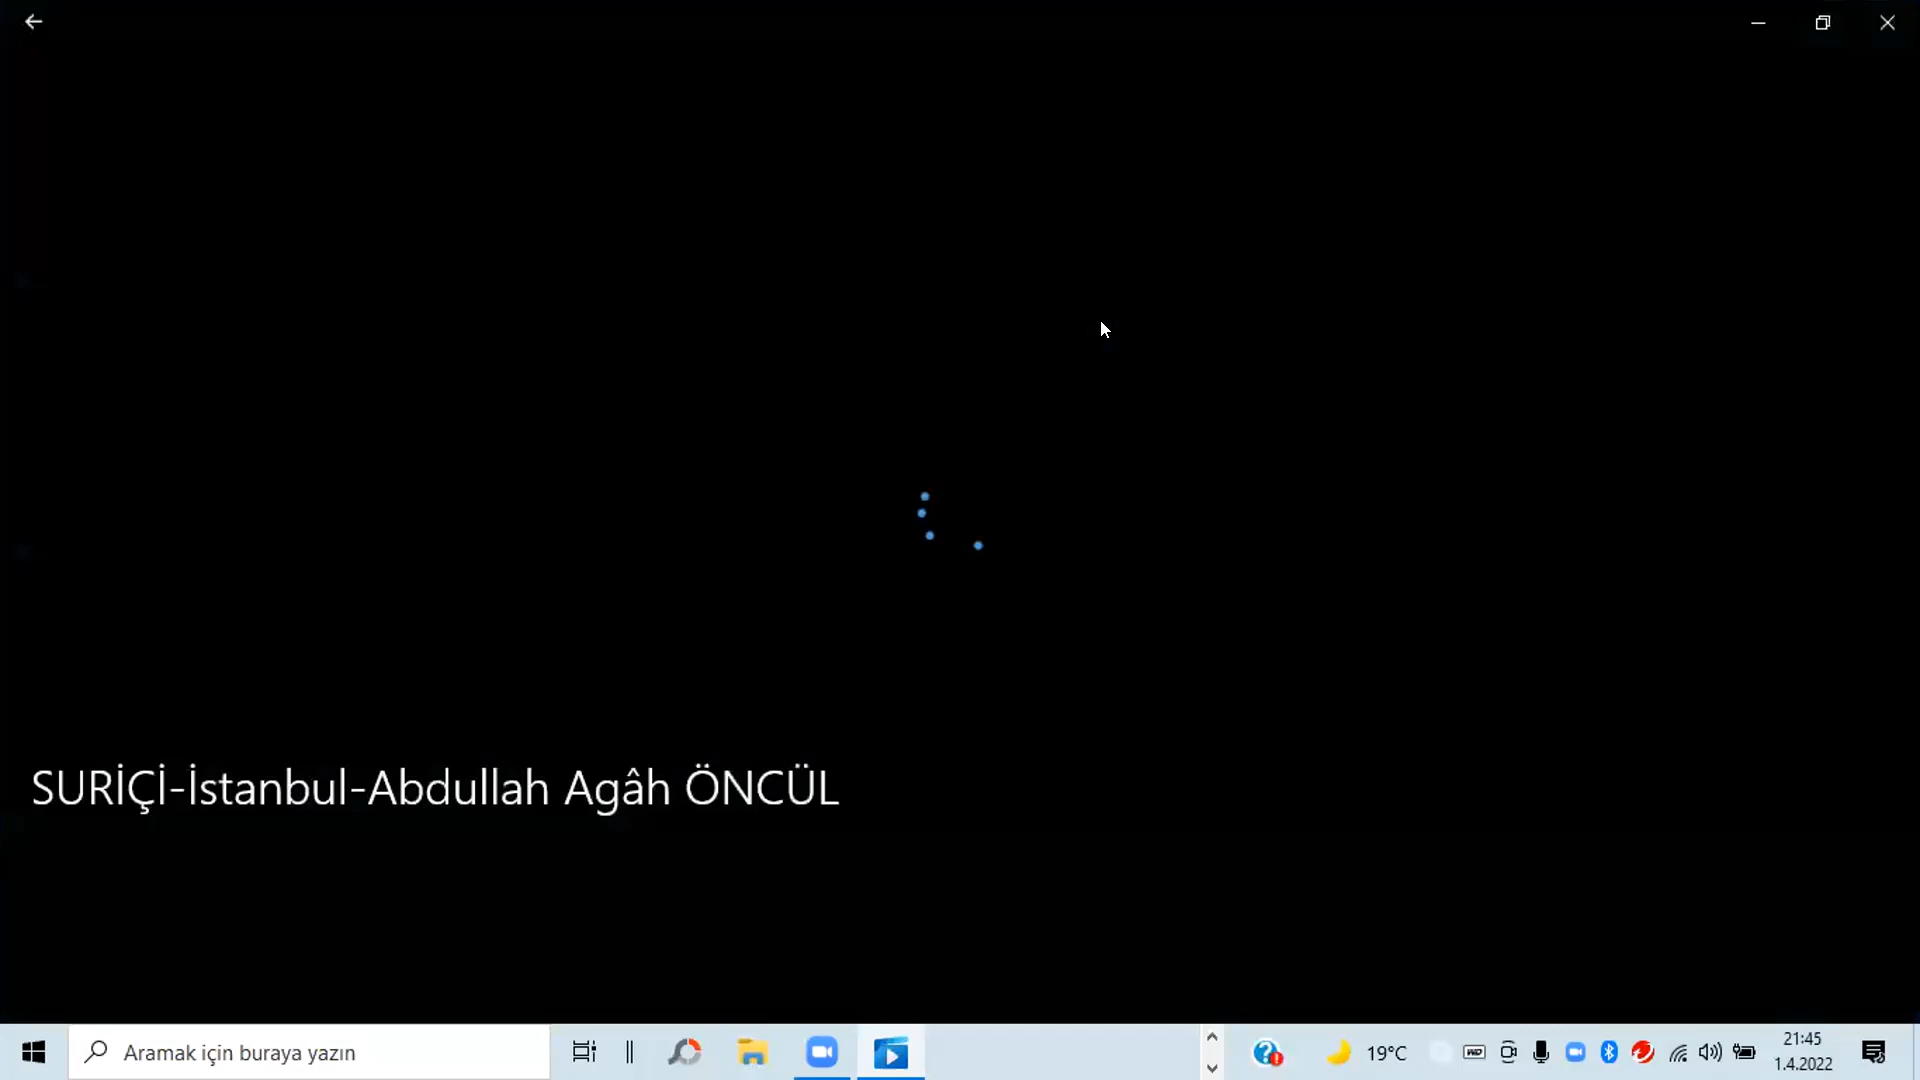 SURİÇİ-İstanbul-Abdullah Agâh ÖNCÜL
Aramak için buraya yazın
19°C
21:45
1.4.2022